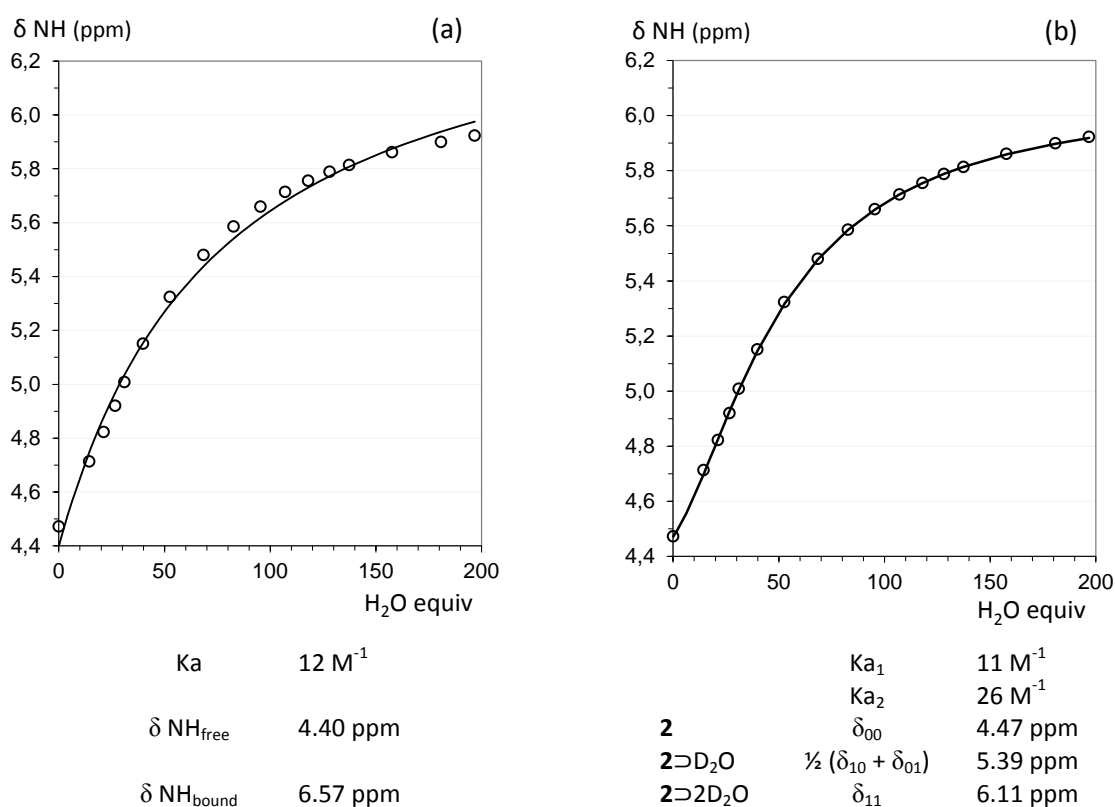 δ NH (ppm)
(a)
6,2
6,0
5,8
5,6
5,4
5,2
5,0
4,8
4,6
4,4
0
50
100
150
200
H₂O equiv
Ka 12 M⁻¹
δ NH_free 4.40 ppm
δ NH_bound 6.57 ppm
δ NH (ppm)
(b)
6,2
6,0
5,8
5,6
5,4
5,2
5,0
4,8
4,6
4,4
0
50
100
150
200
H₂O equiv
Ka₁ 11 M⁻¹
Ka₂ 26 M⁻¹
2 δ₀₀ 4.47 ppm
2⊃D₂O ½ (δ₁₀ + δ₀₁) 5.39 ppm
2⊃2D₂O δ₁₁ 6.11 ppm